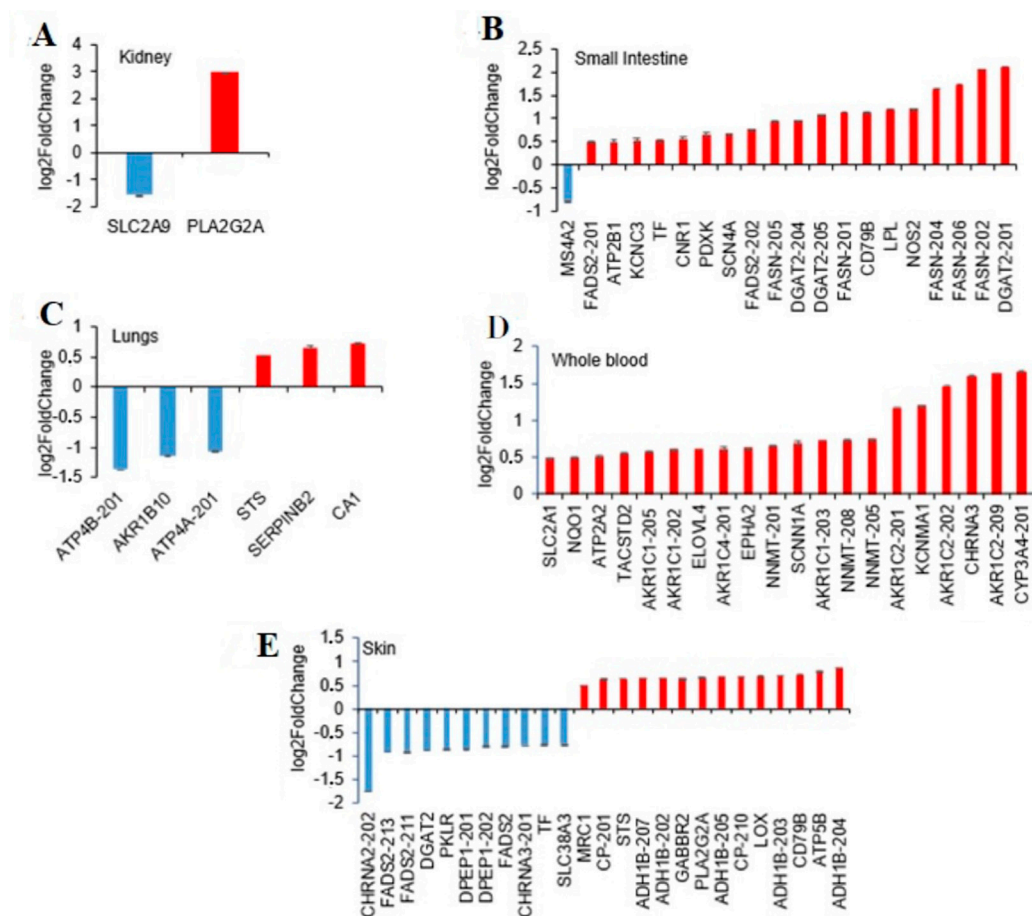 A
Kidney
log2FoldChange
4
3
2
1
0
-1
-2
SLC2A9
PLA2G2A
B
Small Intestine
log2FoldChange
2.5
2
1.5
1
0.5
0
-0.5
-1
MS4A2
FADS2-201
ATP2B1
KCNC3
TF
CNR1
PDXK
SCN4A
FADS2-202
FASN-205
DGAT2-204
DGAT2-205
FASN-201
CD79B
LPL
NOS2
FASN-204
FASN-206
FASN-202
DGAT2-201
C
Lungs
log2FoldChange
1
0.5
0
-0.5
-1
-1.5
ATP4B-201
AKR1B10
ATP4A-201
STS
SERPINB2
CA1
D
Whole blood
log2FoldChange
2
1.5
1
0.5
0
SLC2A1
NQO1
ATP2A2
TACSTD2
AKR1C1-205
AKR1C1-202
ELOVL4
AKR1C4-201
EPHA2
NNMT-201
SCNN1A
AKR1C1-203
NNMT-208
NNMT-205
AKR1C2-201
KCNMA1
AKR1C2-202
CHRNA3
AKR1C2-209
CYP3A4-201
E
Skin
log2FoldChange
1.5
1
0.5
0
-0.5
-1
-1.5
-2
CHRNA2-202
FADS2-213
FADS2-211
DGAT2
PKLR
DPEP1-201
DPEP1-202
FADS2
CHRNA3-201
TF
SLC38A3
MRC1
CP-201
STS
ADH1B-207
ADH1B-202
GABBR2
PLA2G2A
ADH1B-205
CP-210
LOX
ADH1B-203
CD79B
ATP5B
ADH1B-204